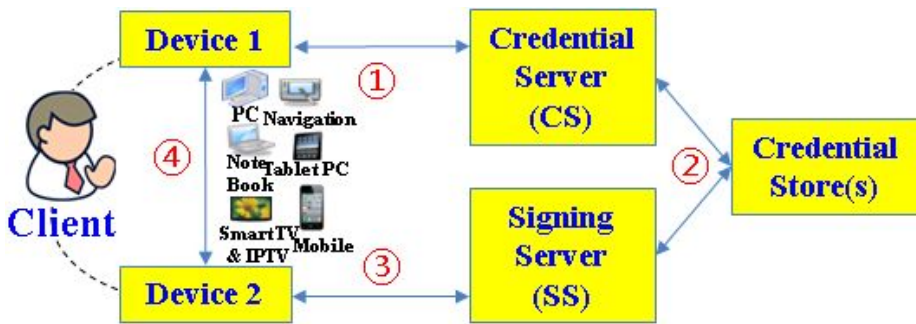 Device 1
①
Credential
Server
(CS)
PC
Navigation
Note
Book
Tablet PC
④
②
Credential
Store(s)
Client
SmartTV
& IPTV
Mobile
③
Signing
Server
(SS)
Device 2